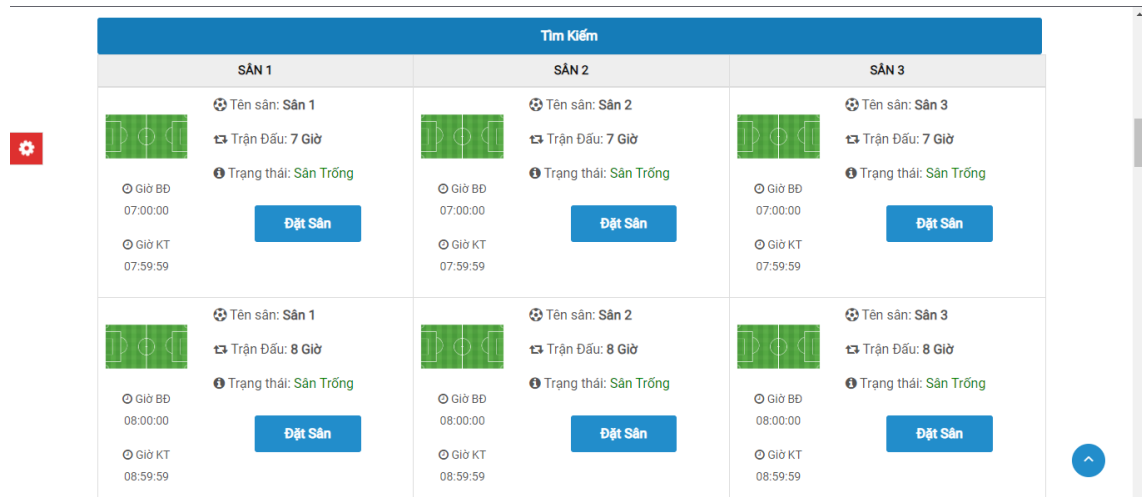 Tìm Kiếm
SÂN 1
SÂN 2
SÂN 3
Tên sân: Sân 1
Trận Đấu: 7 Giờ
Trạng thái: Sân Trống
Giờ BĐ
07:00:00
Đặt Sân
Giờ KT
07:59:59
Tên sân: Sân 2
Trận Đấu: 7 Giờ
Trạng thái: Sân Trống
Giờ BĐ
07:00:00
Đặt Sân
Giờ KT
07:59:59
Tên sân: Sân 3
Trận Đấu: 7 Giờ
Trạng thái: Sân Trống
Giờ BĐ
07:00:00
Đặt Sân
Giờ KT
07:59:59
Tên sân: Sân 1
Trận Đấu: 8 Giờ
Trạng thái: Sân Trống
Giờ BĐ
08:00:00
Đặt Sân
Giờ KT
08:59:59
Tên sân: Sân 2
Trận Đấu: 8 Giờ
Trạng thái: Sân Trống
Giờ BĐ
08:00:00
Đặt Sân
Giờ KT
08:59:59
Tên sân: Sân 3
Trận Đấu: 8 Giờ
Trạng thái: Sân Trống
Giờ BĐ
08:00:00
Đặt Sân
Giờ KT
08:59:59